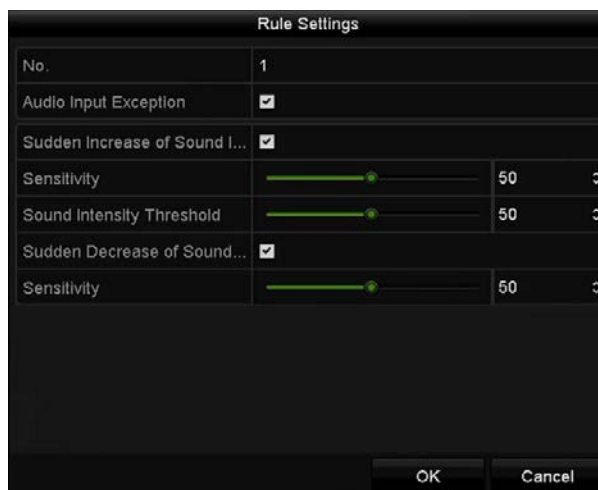 Rule Settings
No. 1
Audio Input Exception
Sudden Increase of Sound I...
Sensitivity 50
Sound Intensity Threshold 50
Sudden Decrease of Sound...
Sensitivity 50
OK Cancel